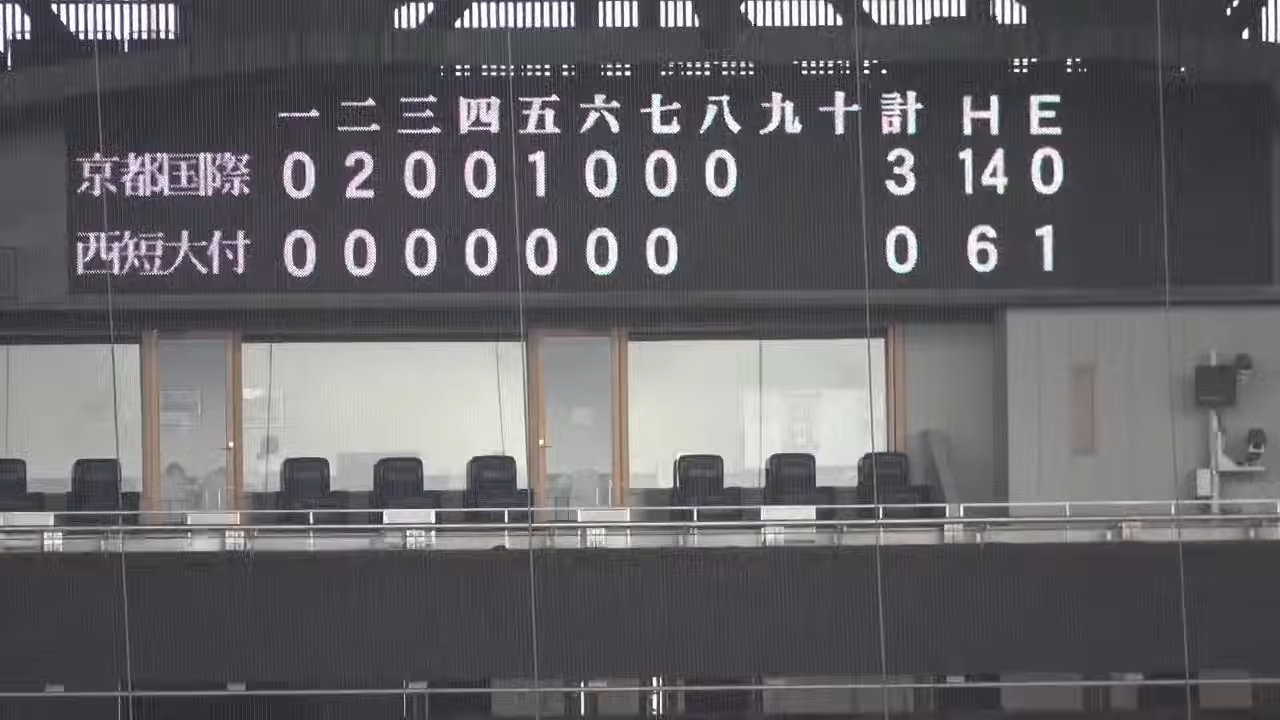 一 二 三 四 五 六 七 八 九 十 計 H E
京都国際 0 2 0 0 1 0 0 0 3 14 0
西短大付 0 0 0 0 0 0 0 0 6 1